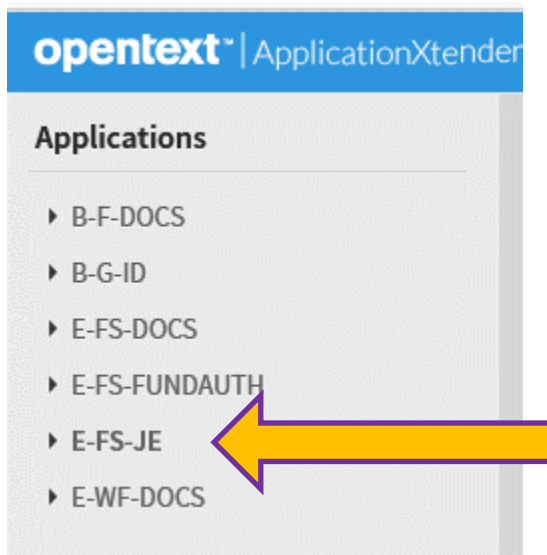 opentext™ | ApplicationXtender
Applications
B-F-DOCS
B-G-ID
E-FS-DOCS
E-FS-FUNDAUTH
E-FS-JE
E-WF-DOCS